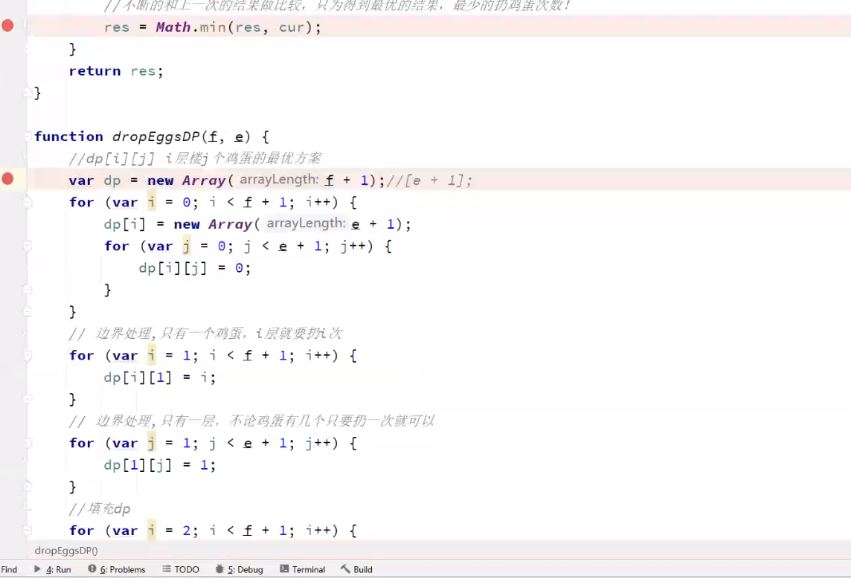 //不断的和上一次的结果做比较，只为得到最优的结果，最少的扔鸡蛋次数！
res = Math.min(res, cur);
}
return res;
}
function dropEggsDP(f, e) {
//dp[i][j] i层楼j个鸡蛋的最优方案
var dp = new Array( arrayLength: f + 1);//[e + 1];
for (var i = 0; i < f + 1; i++) {
dp[i] = new Array( arrayLength: e + 1);
for (var j = 0; j < e + 1; j++) {
dp[i][j] = 0;
}
}
// 边界处理,只有一个鸡蛋，i层就要扔i次
for (var i = 1; i < f + 1; i++) {
dp[i][1] = i;
}
// 边界处理,只有一层，不论鸡蛋有几个只要扔一次就可以
for (var j = 1; j < e + 1; j++) {
dp[1][j] = 1;
}
//填充dp
for (var i = 2; i < f + 1; i++) {
dropEggsDP()
Find 4: Run 6: Problems TODO 5: Debug Terminal Build